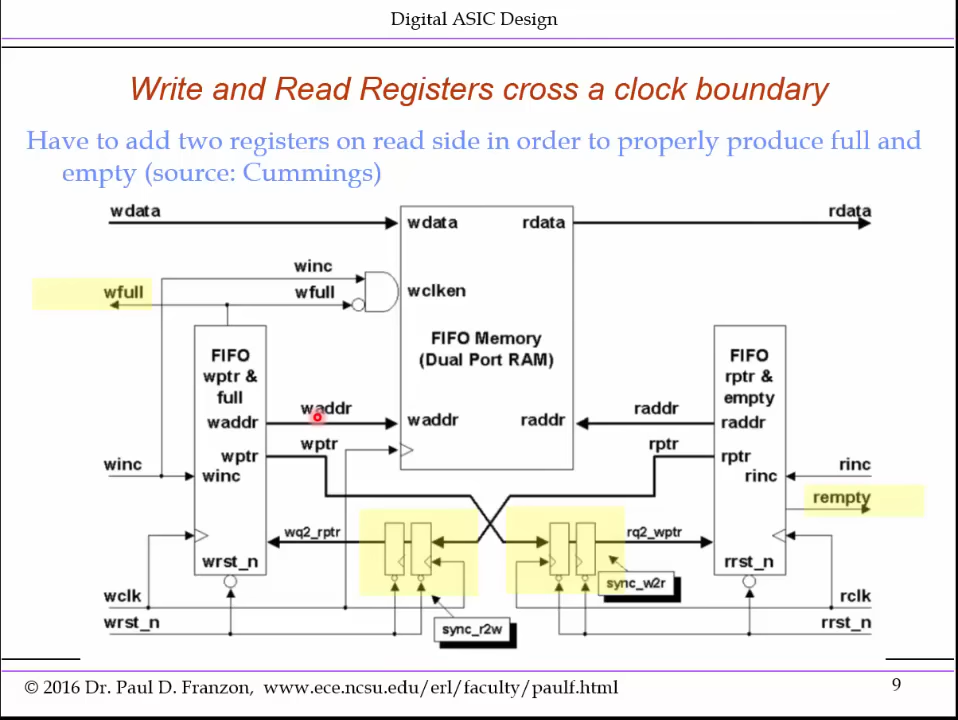 Digital ASIC Design
Write and Read Registers cross a clock boundary
Have to add two registers on read side in order to properly produce full and
empty (source: Cummings)
wdata
rdata
wdata
rdata
winc
wfull
wfull
wclken
FIFO Memory
(Dual Port RAM)
FIFO
wptr &
full
waddr
wptr
winc
wrst_n
FIFO
rptr &
empty
raddr
rptr
rinc
rrst_n
waddr
waddr
raddr
raddr
wptr
rptr
winc
rinc
rempty
wq2_rptr
rq2_wptr
sync_w2r
sync_r2w
wclk
rclk
wrst_n
rrst_n
© 2016 Dr. Paul D. Franzon, www.ece.ncsu.edu/erl/faculty/paulf.html
9